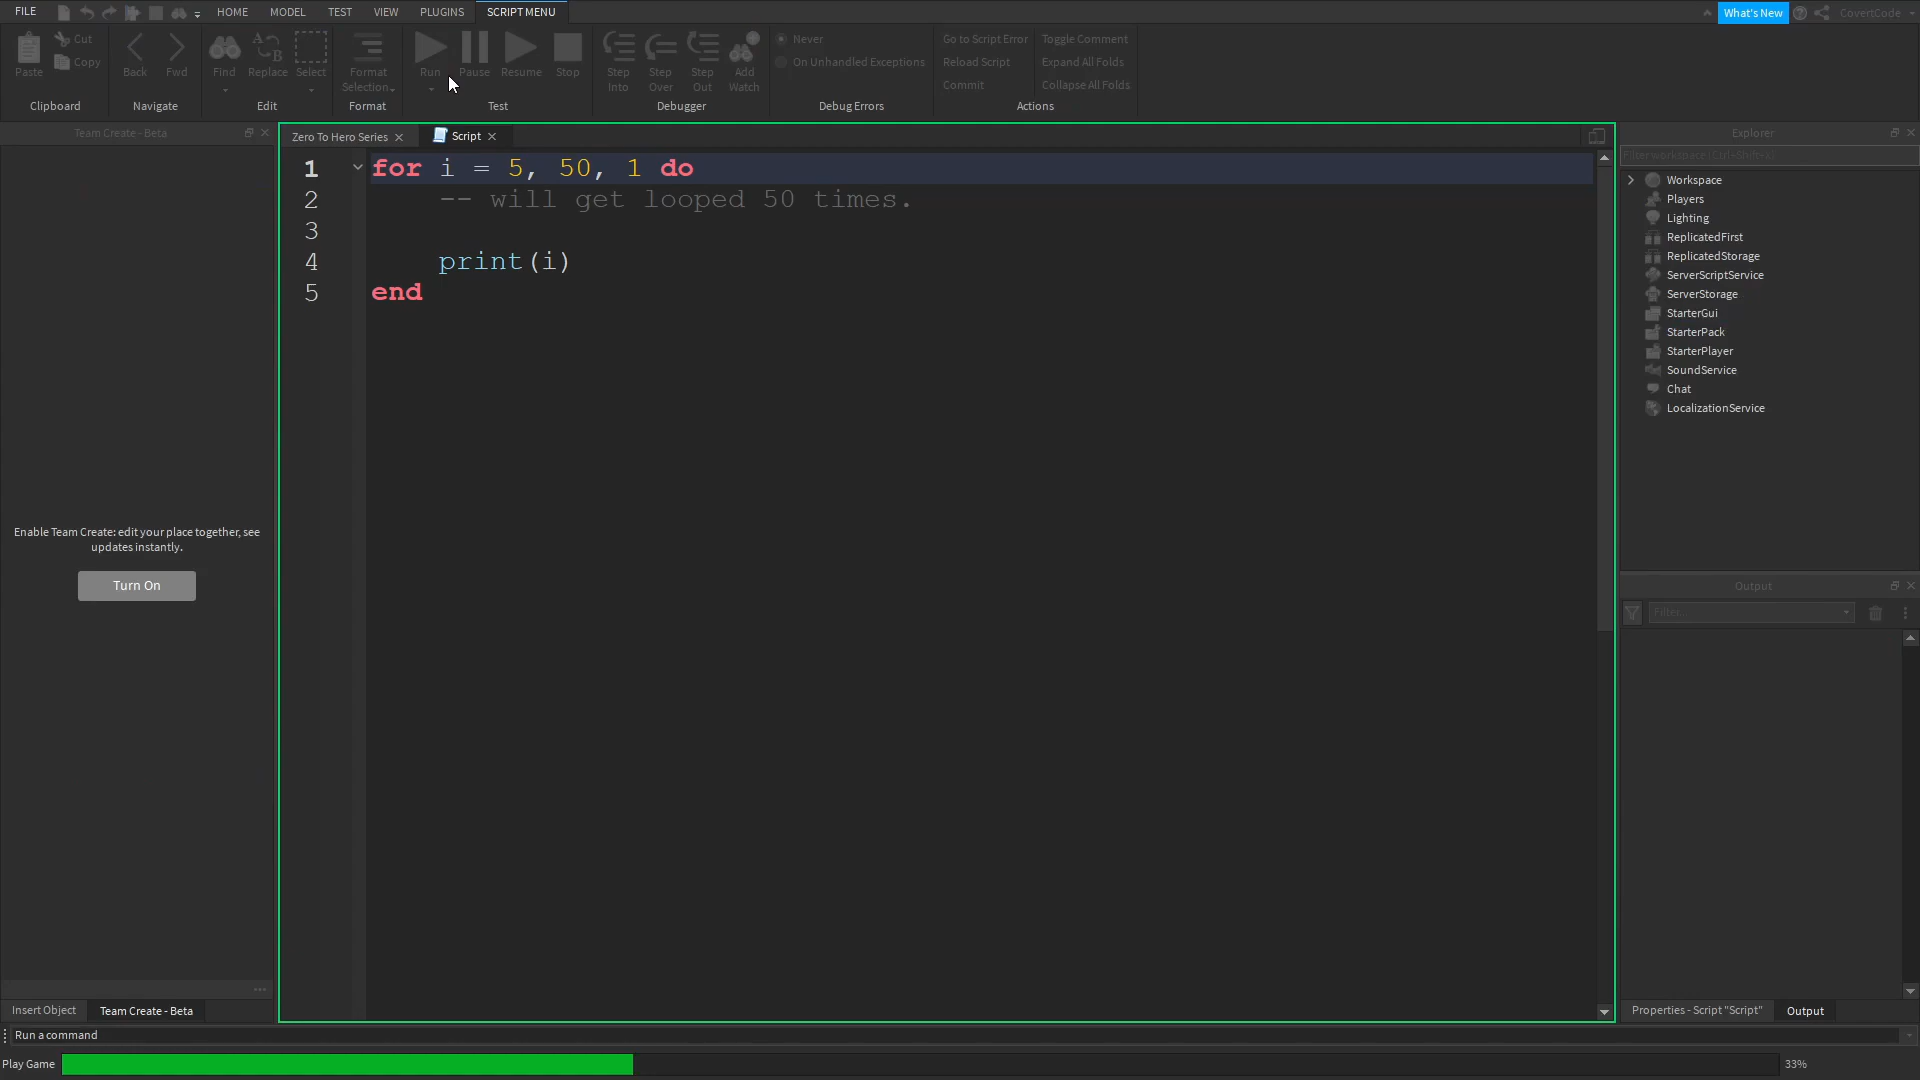 FILE HOME MODEL TEST VIEW PLUGINS SCRIPT MENU What's New CovertCode
Paste Cut Copy Back Fwd Find Replace Select Format Selection Run Pause Resume Stop Step Into Step Over Step Out Add Watch Never On Unhandled Exceptions Go to Script Error Reload Script Commit Toggle Comment Expand All Folds Collapse All Folds
Clipboard Navigate Edit Format Test Debugger Debug Errors Actions
Team Create - Beta
Zero To Hero Series Script
Explorer
Filter workspace (Ctrl+Shift+X)
1 for i = 5, 50, 1 do
2 -- will get looped 50 times.
3
4 print(i)
5 end
Workspace
Players
Lighting
ReplicatedFirst
ReplicatedStorage
ServerScriptService
ServerStorage
StarterGui
StarterPack
StarterPlayer
SoundService
Chat
LocalizationService
Enable Team Create: edit your place together, see
updates instantly.
Turn On
Output
Filter...
Insert Object Team Create - Beta
Properties - Script "Script" Output
Run a command
Play Game 33%